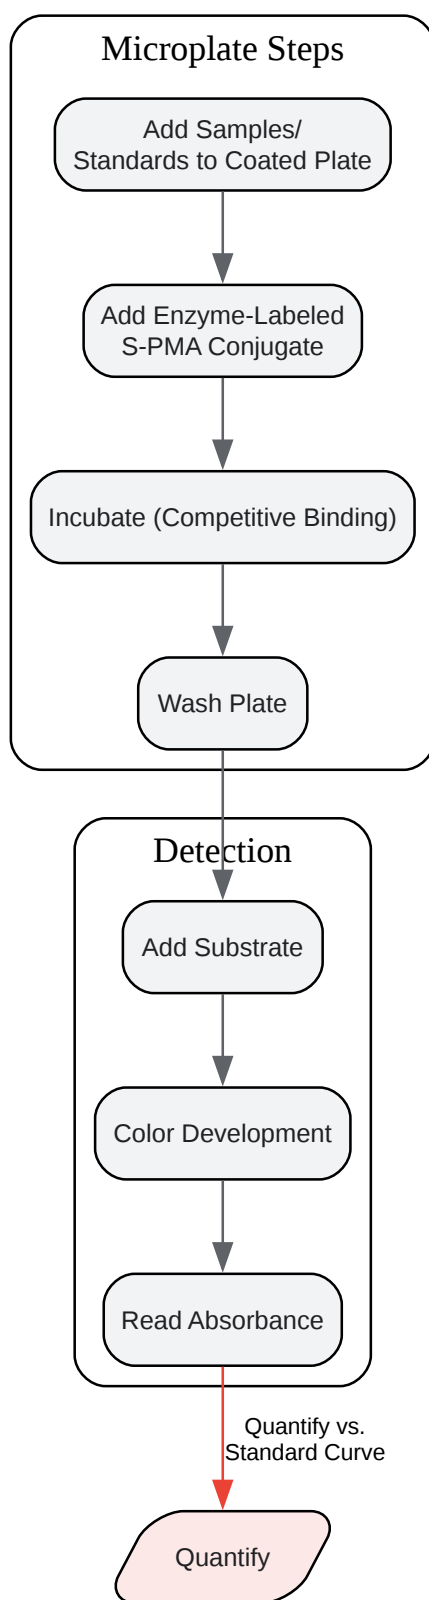 Microplate Steps
Add Samples/
Standards to Coated Plate
Add Enzyme-Labeled
S-PMA Conjugate
Incubate (Competitive Binding)
Wash Plate
Detection
Add Substrate
Color Development
Read Absorbance
Quantify vs.
Standard Curve
Quantify